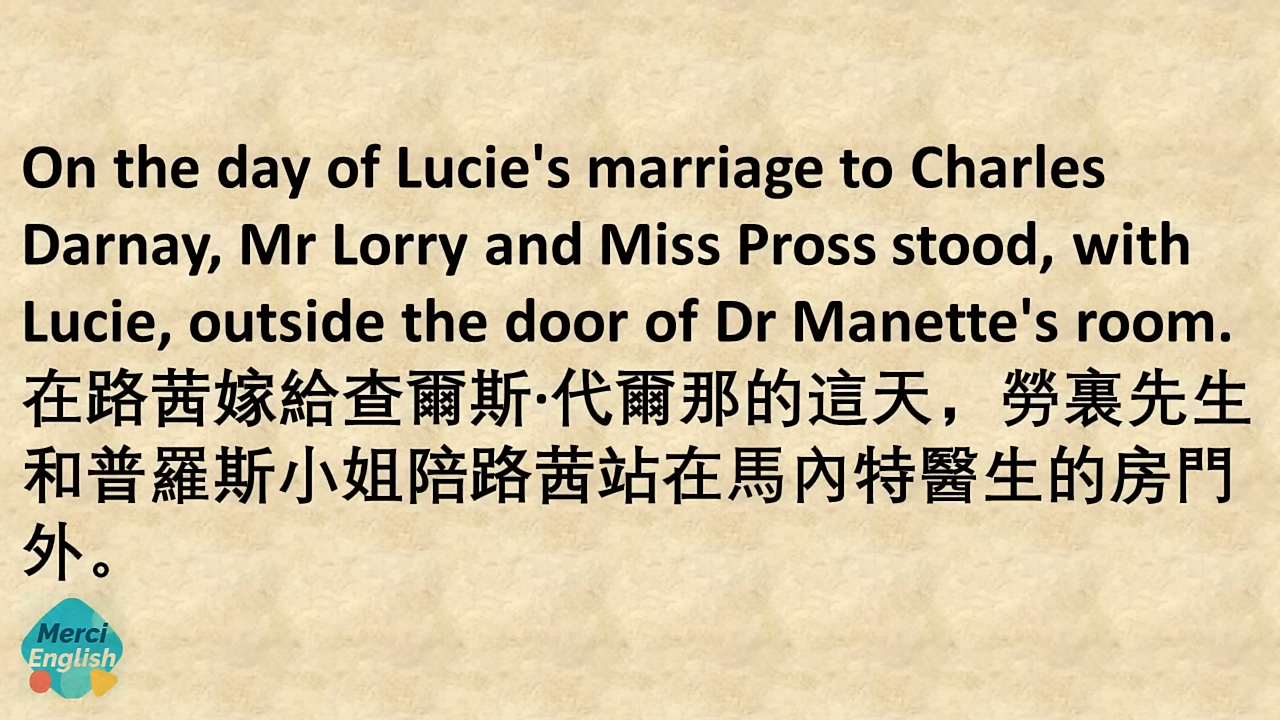 On the day of Lucie's marriage to Charles
Darnay, Mr Lorry and Miss Pross stood, with
Lucie, outside the door of Dr Manette's room.
在路茜嫁給查爾斯·代爾那的這天，勞裏先生
和普羅斯小姐陪路茜站在馬內特醫生的房門
外。
Merci
English